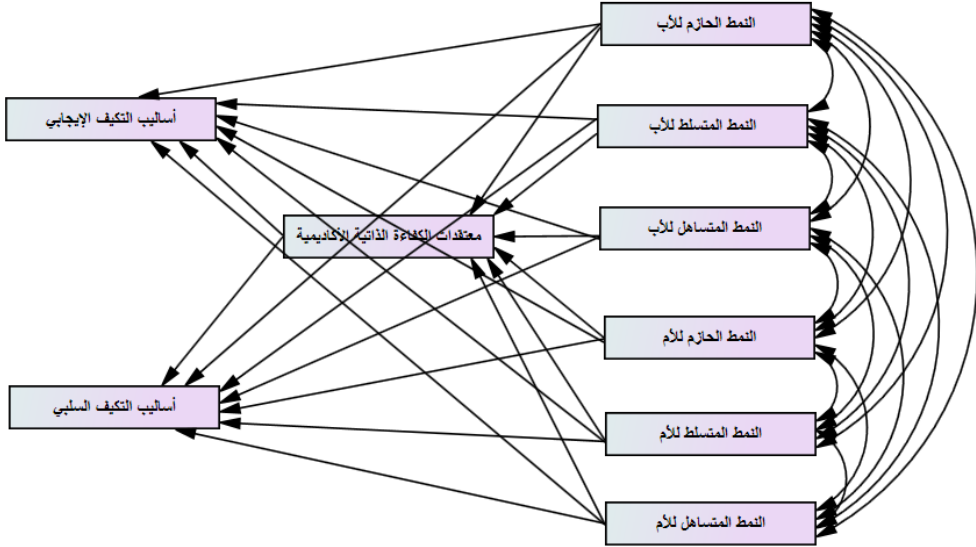 النمط الحازم للأب
النمط المتسلط للأب
النمط المتساهل للأب
النمط الحازم للأم
النمط المتسلط للأم
النمط المتساهل للأم
معتقدات الكفاءة الذاتية الأكاديمية
أساليب التكيف الإيجابي
أساليب التكيف السلبي